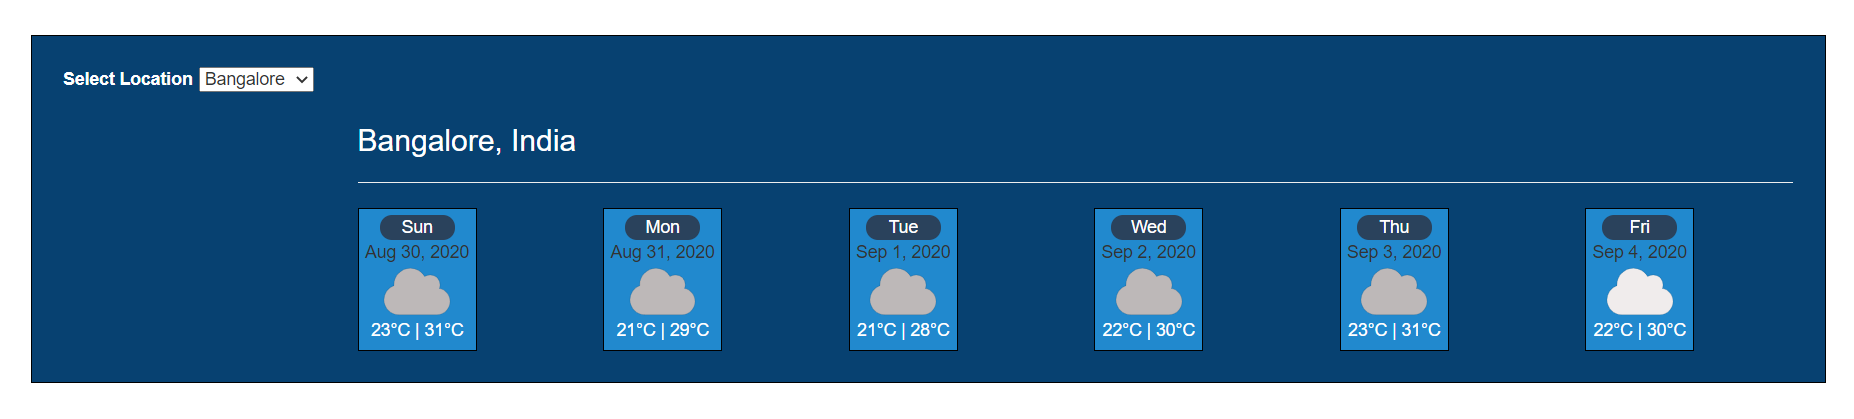 Select Location Bangalore
Bangalore, India
Sun
Aug 30, 2020
23°C | 31°C
Mon
Aug 31, 2020
21°C | 29°C
Tue
Sep 1, 2020
21°C | 28°C
Wed
Sep 2, 2020
22°C | 30°C
Thu
Sep 3, 2020
23°C | 31°C
Fri
Sep 4, 2020
22°C | 30°C